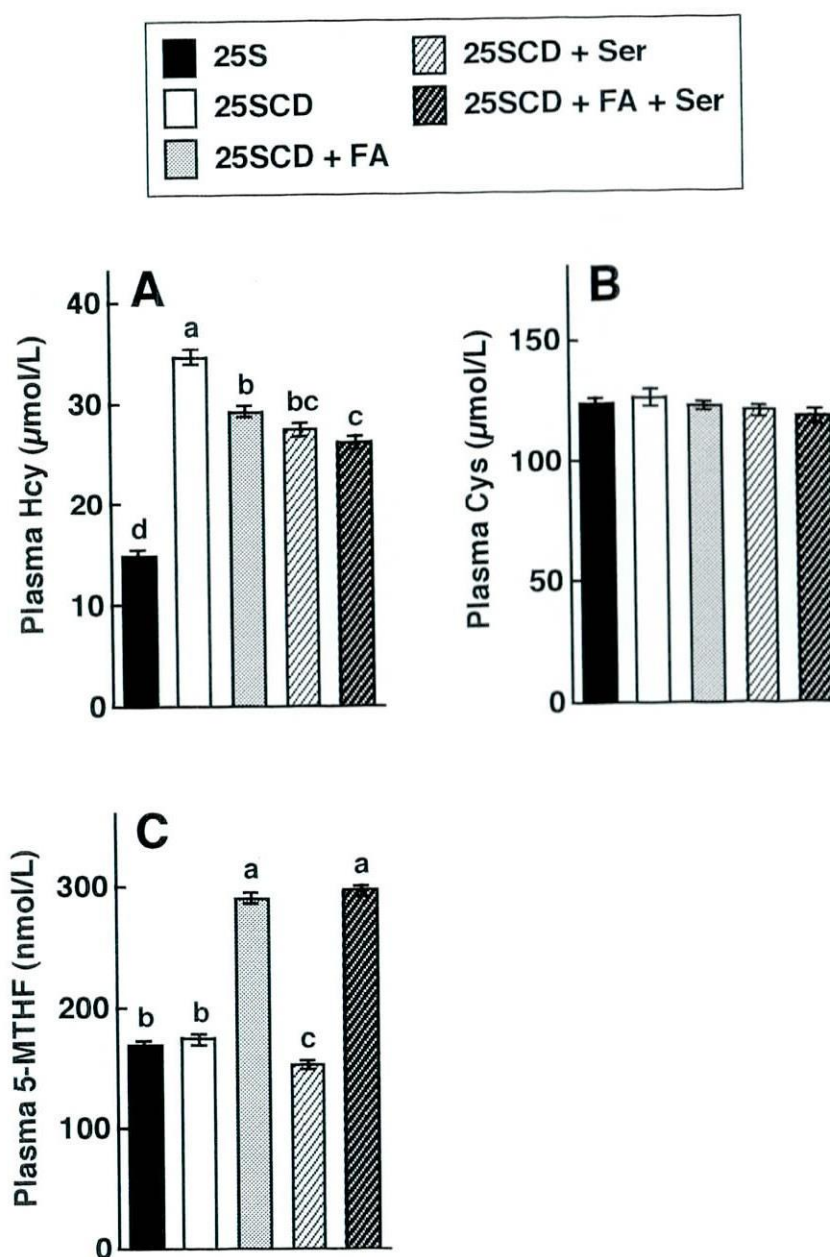 25S
25SCD
25SCD + FA
25SCD + Ser
25SCD + FA + Ser
A
Plasma Hcy (µmol/L)
40
30
20
10
0
a
b
bc
c
d
B
Plasma Cys (µmol/L)
150
100
50
0
C
Plasma 5-MTHF (nmol/L)
300
200
100
0
b
b
a
c
a